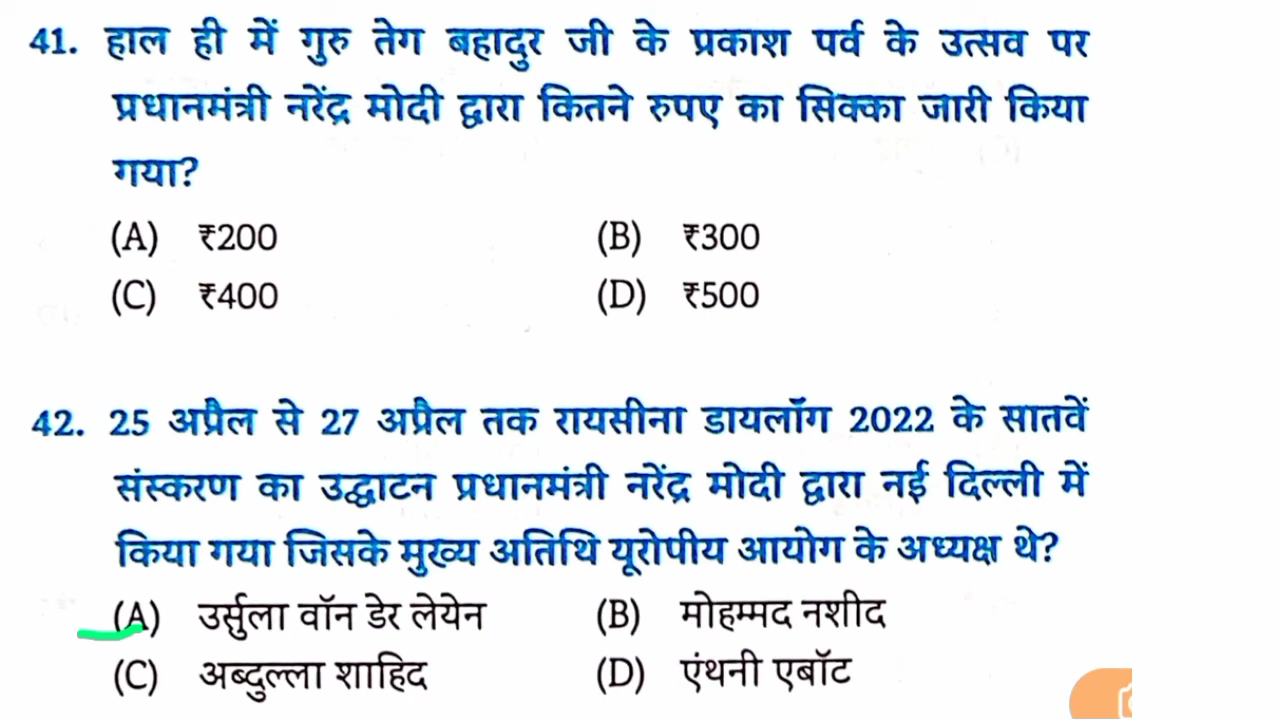 41. हाल ही में गुरु तेग बहादुर जी के प्रकाश पर्व के उत्सव पर
प्रधानमंत्री नरेंद्र मोदी द्वारा कितने रुपए का सिक्का जारी किया
गया?
(A) ₹200 (B) ₹300
(C) ₹400 (D) ₹500
42. 25 अप्रैल से 27 अप्रैल तक रायसीना डायलॉग 2022 के सातवें
संस्करण का उद्घाटन प्रधानमंत्री नरेंद्र मोदी द्वारा नई दिल्ली में
किया गया जिसके मुख्य अतिथि यूरोपीय आयोग के अध्यक्ष थे?
(A) उर्सुला वॉन डेर लेयेन (B) मोहम्मद नशीद
(C) अब्दुल्ला शाहिद (D) एंथनी एबॉट